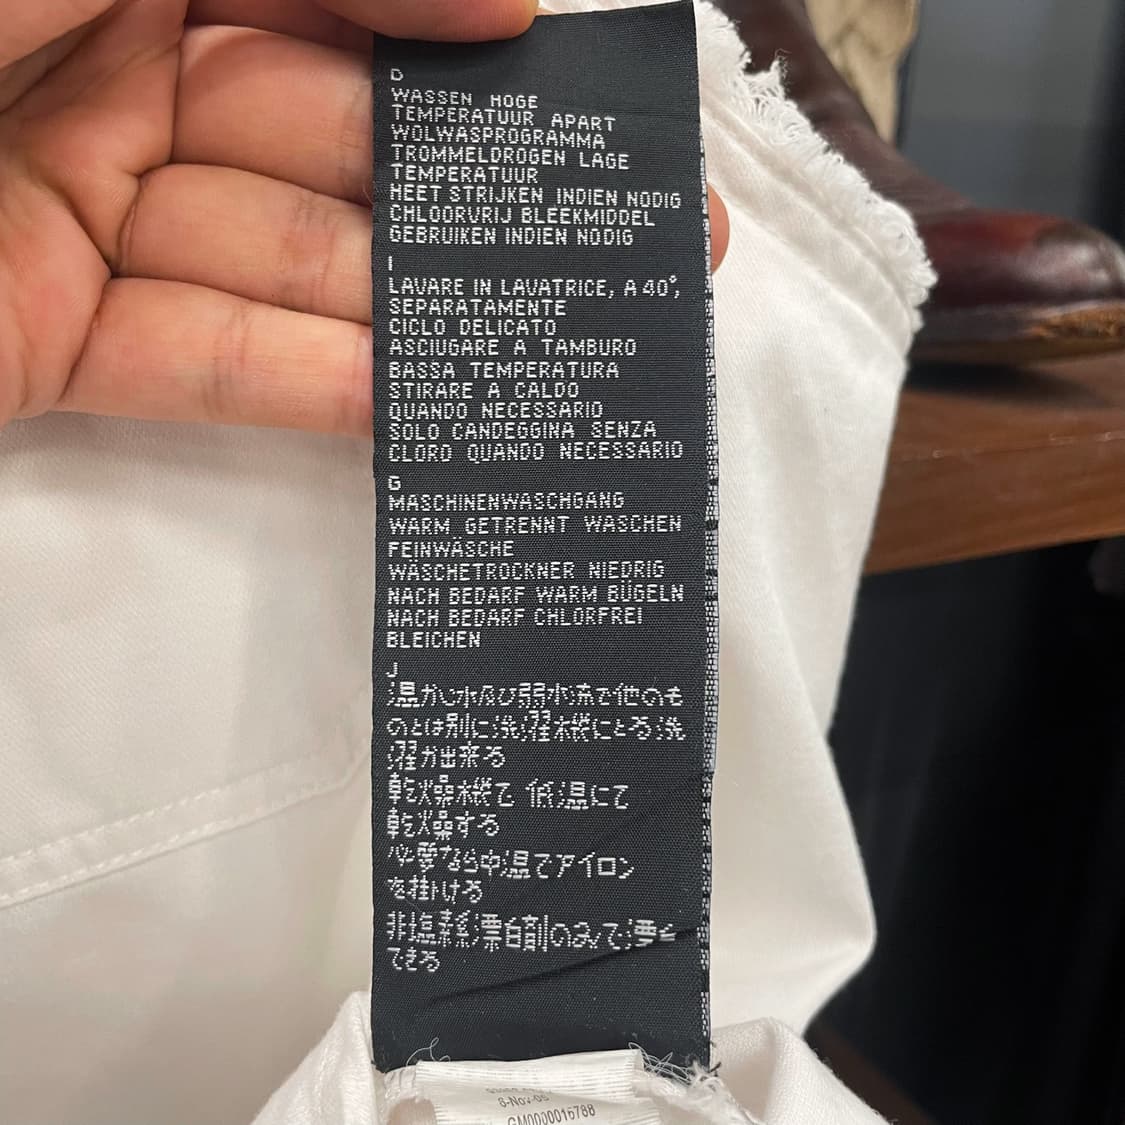 D
WASSEN HOGE
TEMPERATUUR APART
WOLWASPROGRAMMA
TROMMELDROGEN LAGE
TEMPERATUUR
HEET STRIJKEN INDIEN NODIG
CHLOORVRIJ BLEEKMIDDEL
GEBRUIKEN INDIEN NODIG
I
LAVARE IN LAVATRICE, A 40°,
SEPARATAMENTE
CICLO DELICATO
ASCIUGARE A TAMBURO
BASSA TEMPERATURA
STIRARE A CALDO
QUANDO NECESSARIO
SOLO CANDEGGINA SENZA
CLORO QUANDO NECESSARIO
G
MASCHINENWASCHGANG
WARM GETRENNT WASCHEN
FEINWÄSCHE
WÄSCHETROCKNER NIEDRIG
NACH BEDARF WARM BÜGELN
NACH BEDARF CHLORFREI
BLEICHEN
J
温かい水及び弱水流で他のも
のとは別に洗濯機にとる洗
濯が出来る
乾燥機で 低温にて
乾燥する
必要なら中温でアイロン
を掛ける
非塩素系漂白剤のみで漂白
できる
GM0000016788